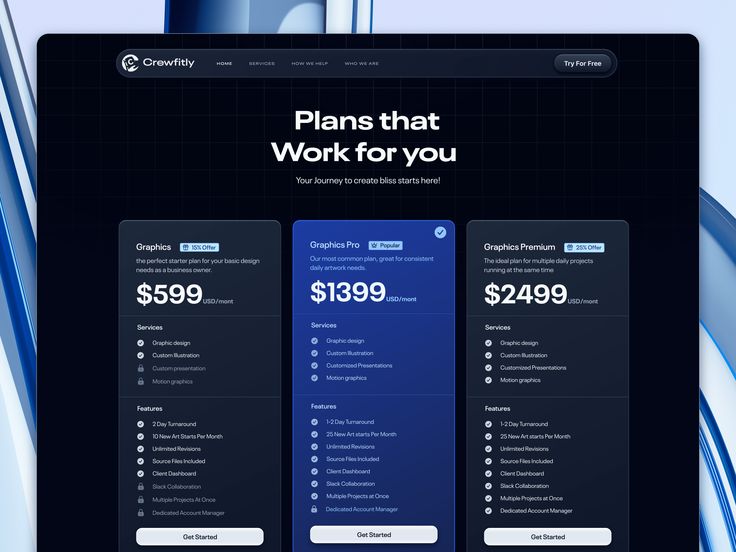 Crewfitly
HOME
SERVICES
HOW WE HELP
WHO WE ARE
Try For Free
Plans that
Work for you
Your Journey to create bliss starts here!
Graphics
15% Offer
the perfect starter plan for your basic design
needs as a business owner.
$599 USD/mont
Services
Graphic design
Custom Illustration
Custom presentation
Motion graphics
Features
2 Day Turnaround
10 New Art Starts Per Month
Unlimited Revisions
Source Files Included
Client Dashboard
Slack Collaboration
Multiple Projects At Once
Dedicated Account Manager
Get Started
Graphics Pro
Popular
Our most common plan, great for consistent
daily artwork needs.
$1399 USD/mont
Services
Graphic design
Custom Illustration
Customized Presentations
Motion graphics
Features
1-2 Day Turnaround
25 New Art starts Per Month
Unlimited Revisions
Source Files Included
Client Dashboard
Slack Collaboration
Multiple Projects at Once
Dedicated Account Manager
Get Started
Graphics Premium
25% Offer
The ideal plan for multiple daily projects
running at the same time
$2499 USD/mont
Services
Graphic design
Custom Illustration
Customized Presentations
Motion graphics
Features
1-2 Day Turnaround
25 New Art starts Per Month
Unlimited Revisions
Source Files Included
Client Dashboard
Slack Collaboration
Multiple Projects at Once
Dedicated Account Manager
Get Started